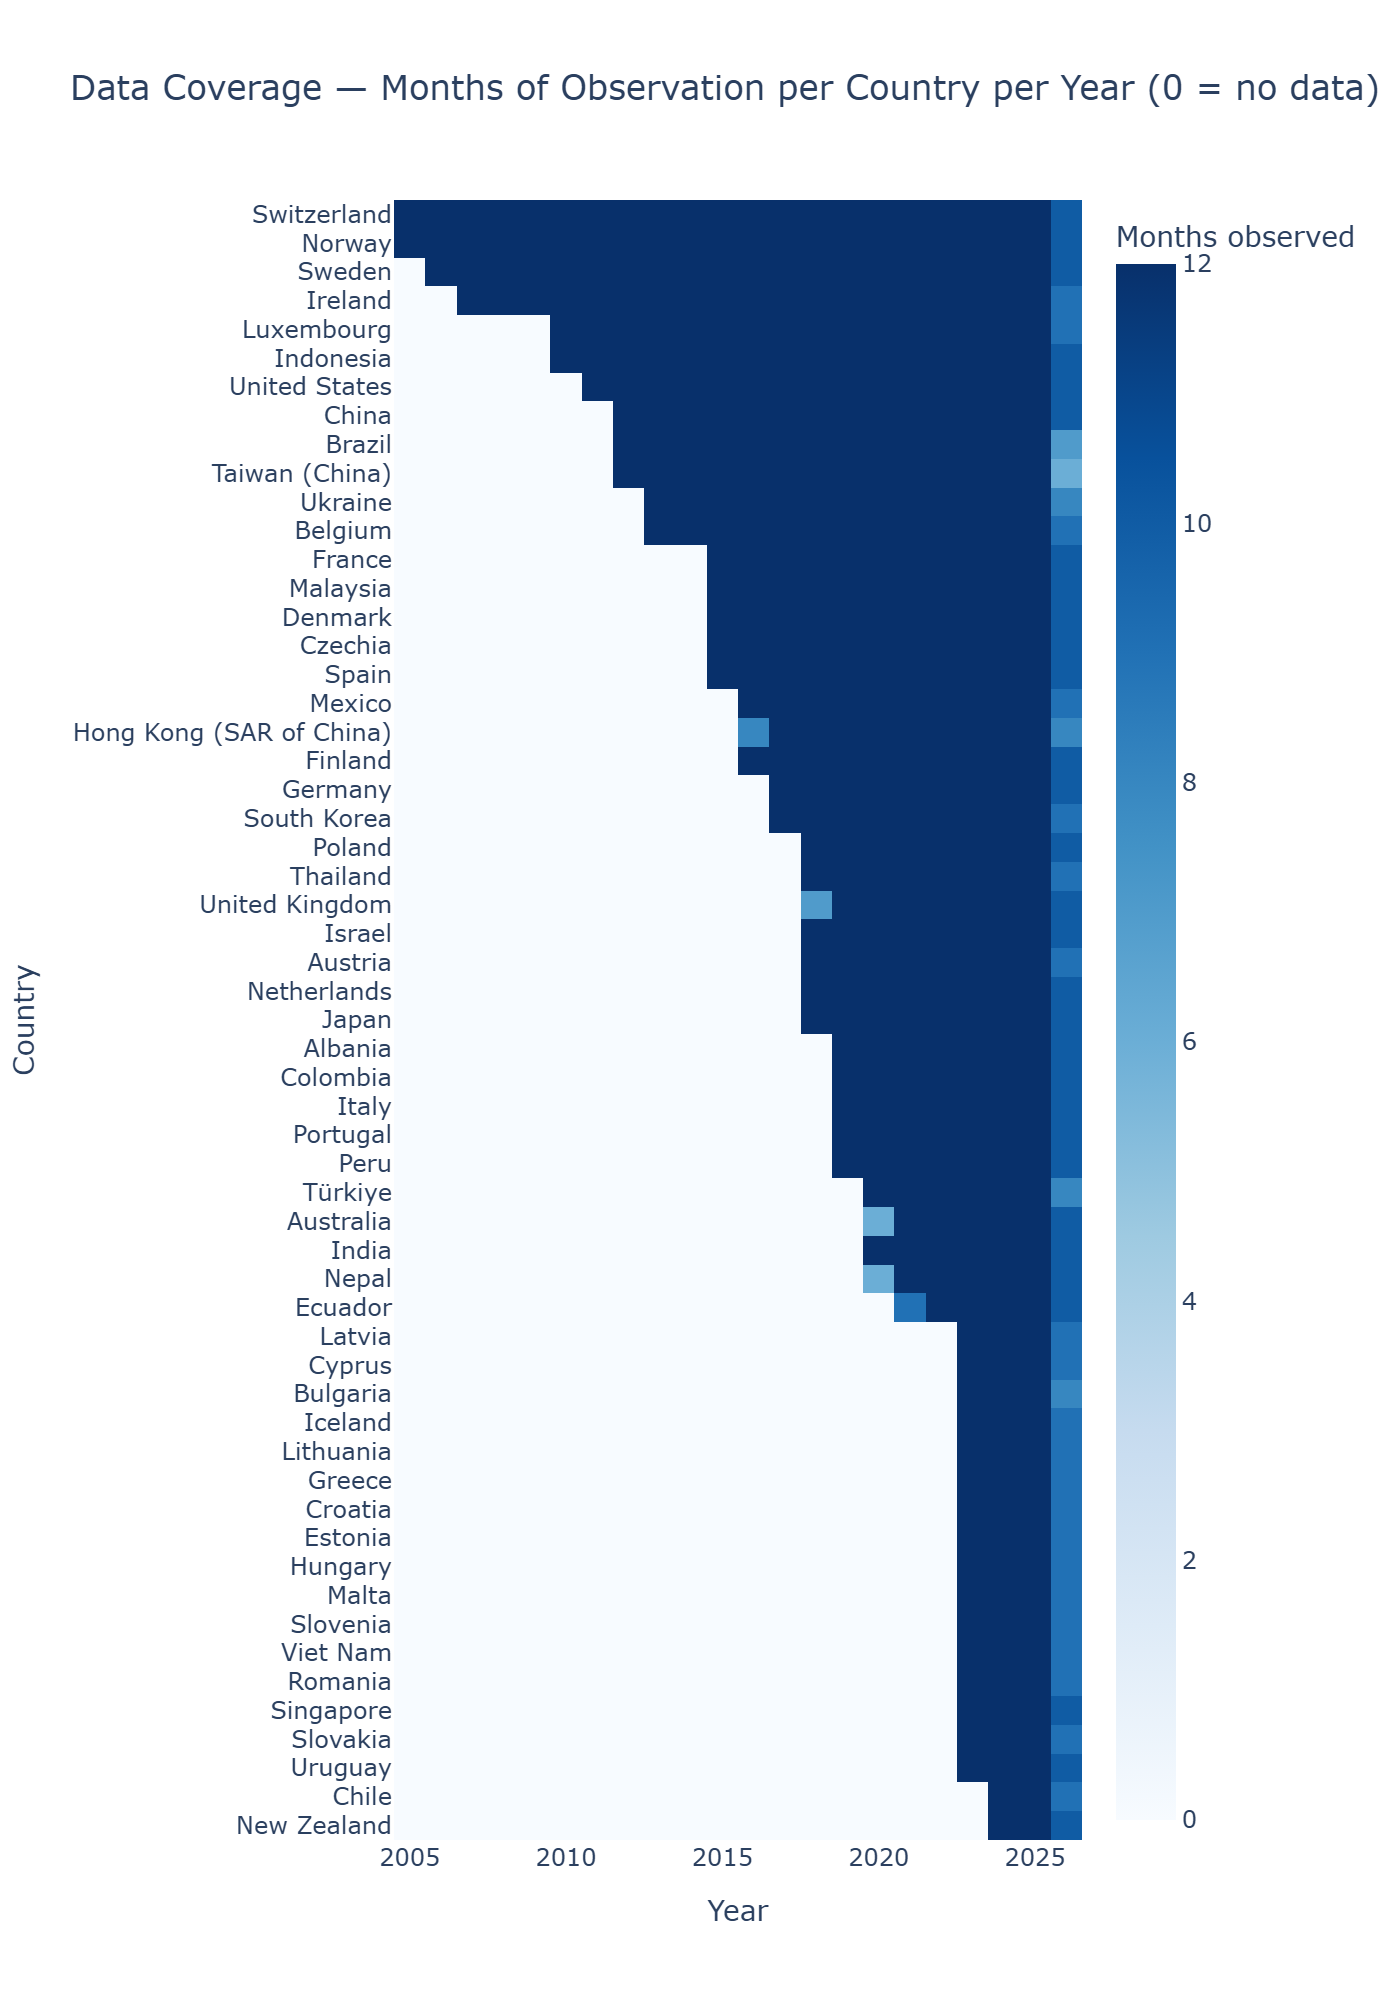 Data Coverage — Months of Observation per Country per Year (0 = no data)
Switzerland
Norway
Sweden
Ireland
Luxembourg
Indonesia
United States
China
Brazil
Taiwan (China)
Ukraine
Belgium
France
Malaysia
Denmark
Czechia
Spain
Mexico
Hong Kong (SAR of China)
Finland
Germany
South Korea
Poland
Thailand
United Kingdom
Israel
Austria
Netherlands
Japan
Albania
Colombia
Italy
Portugal
Peru
Türkiye
Australia
India
Nepal
Ecuador
Latvia
Cyprus
Bulgaria
Iceland
Lithuania
Greece
Croatia
Estonia
Hungary
Malta
Slovenia
Viet Nam
Romania
Singapore
Slovakia
Uruguay
Chile
New Zealand
Country
2005 2010 2015 2020 2025
Year
Months observed
12
10
8
6
4
2
0